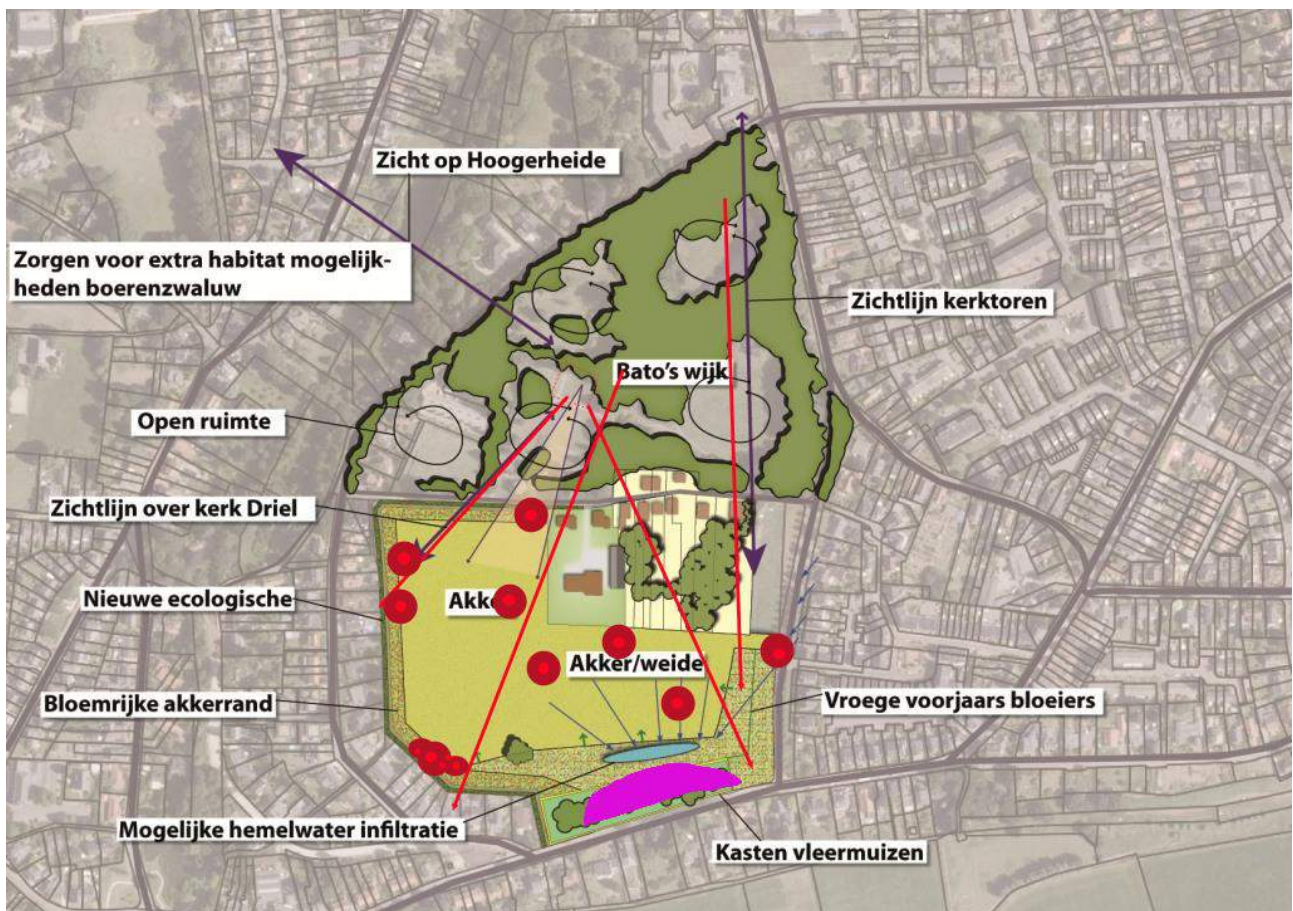 Zicht op Hoogerheide
Zorgen voor extra habitat mogelijk-
heden boerenzwaluw
Zichtlijn kerktoren
Bato's wijk
Open ruimte
Zichtlijn over kerk Driel
Nieuwe ecologische
Akke
Akker/weide
Bloemrijke akkerrand
Vroege voorjaars bloeiers
Mogelijke hemelwater infiltratie
Kasten vleermuizen